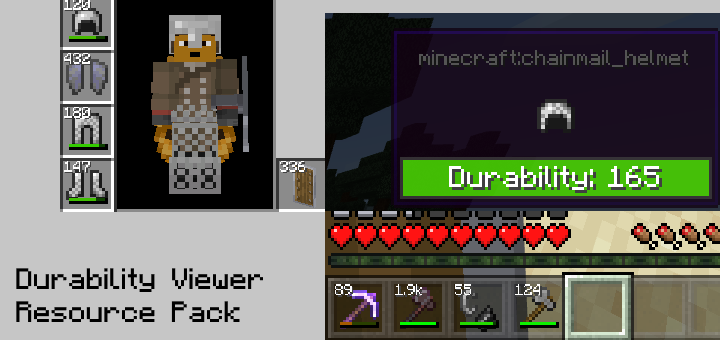 120
432
180
147
336
Durability Viewer
Resource Pack
minecraft:chainmail_helmet
Durability: 165
89
1.9k
55
124